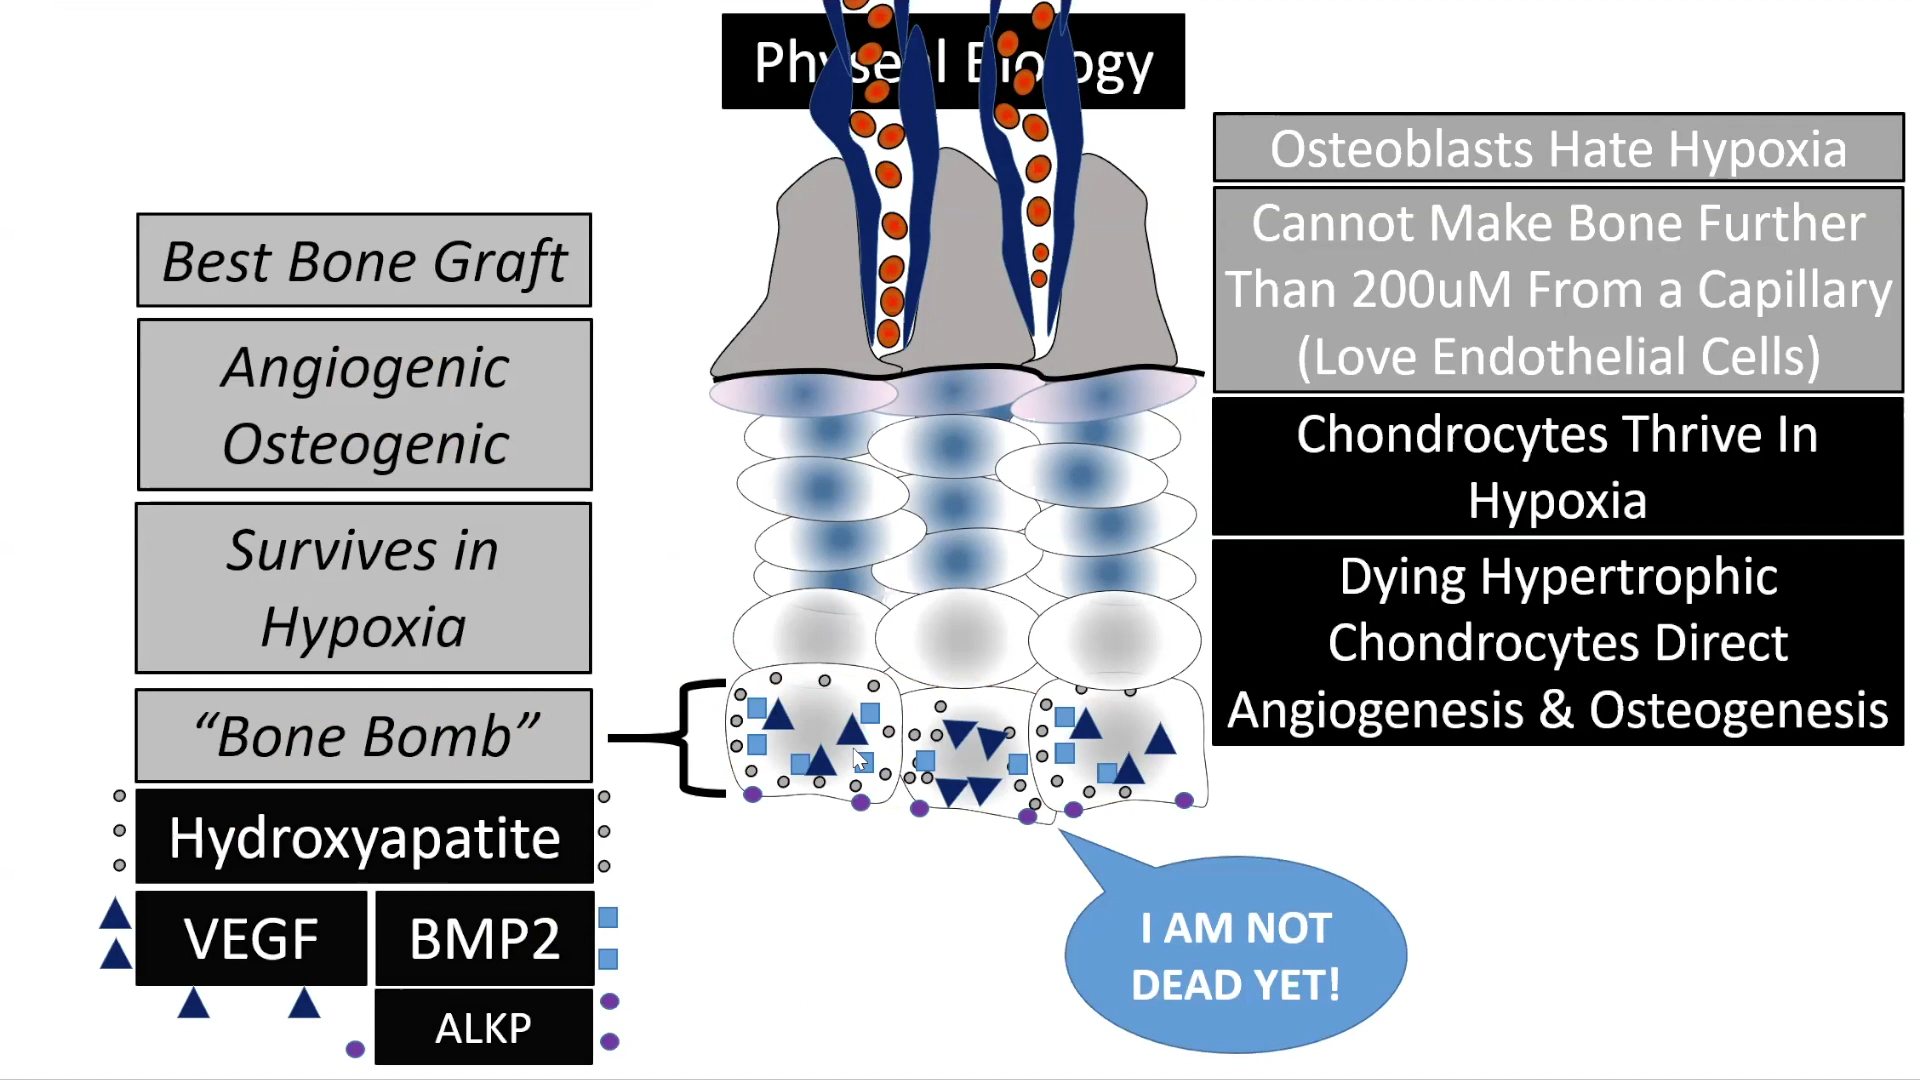 Physeal Biology
Best Bone Graft
Angiogenic
Osteogenic
Survives in
Hypoxia
“Bone Bomb”
Hydroxyapatite
VEGF
BMP2
ALKP
Osteoblasts Hate Hypoxia
Cannot Make Bone Further
Than 200uM From a Capillary
(Love Endothelial Cells)
Chondrocytes Thrive In
Hypoxia
Dying Hypertrophic
Chondrocytes Direct
Angiogenesis & Osteogenesis
I AM NOT
DEAD YET!